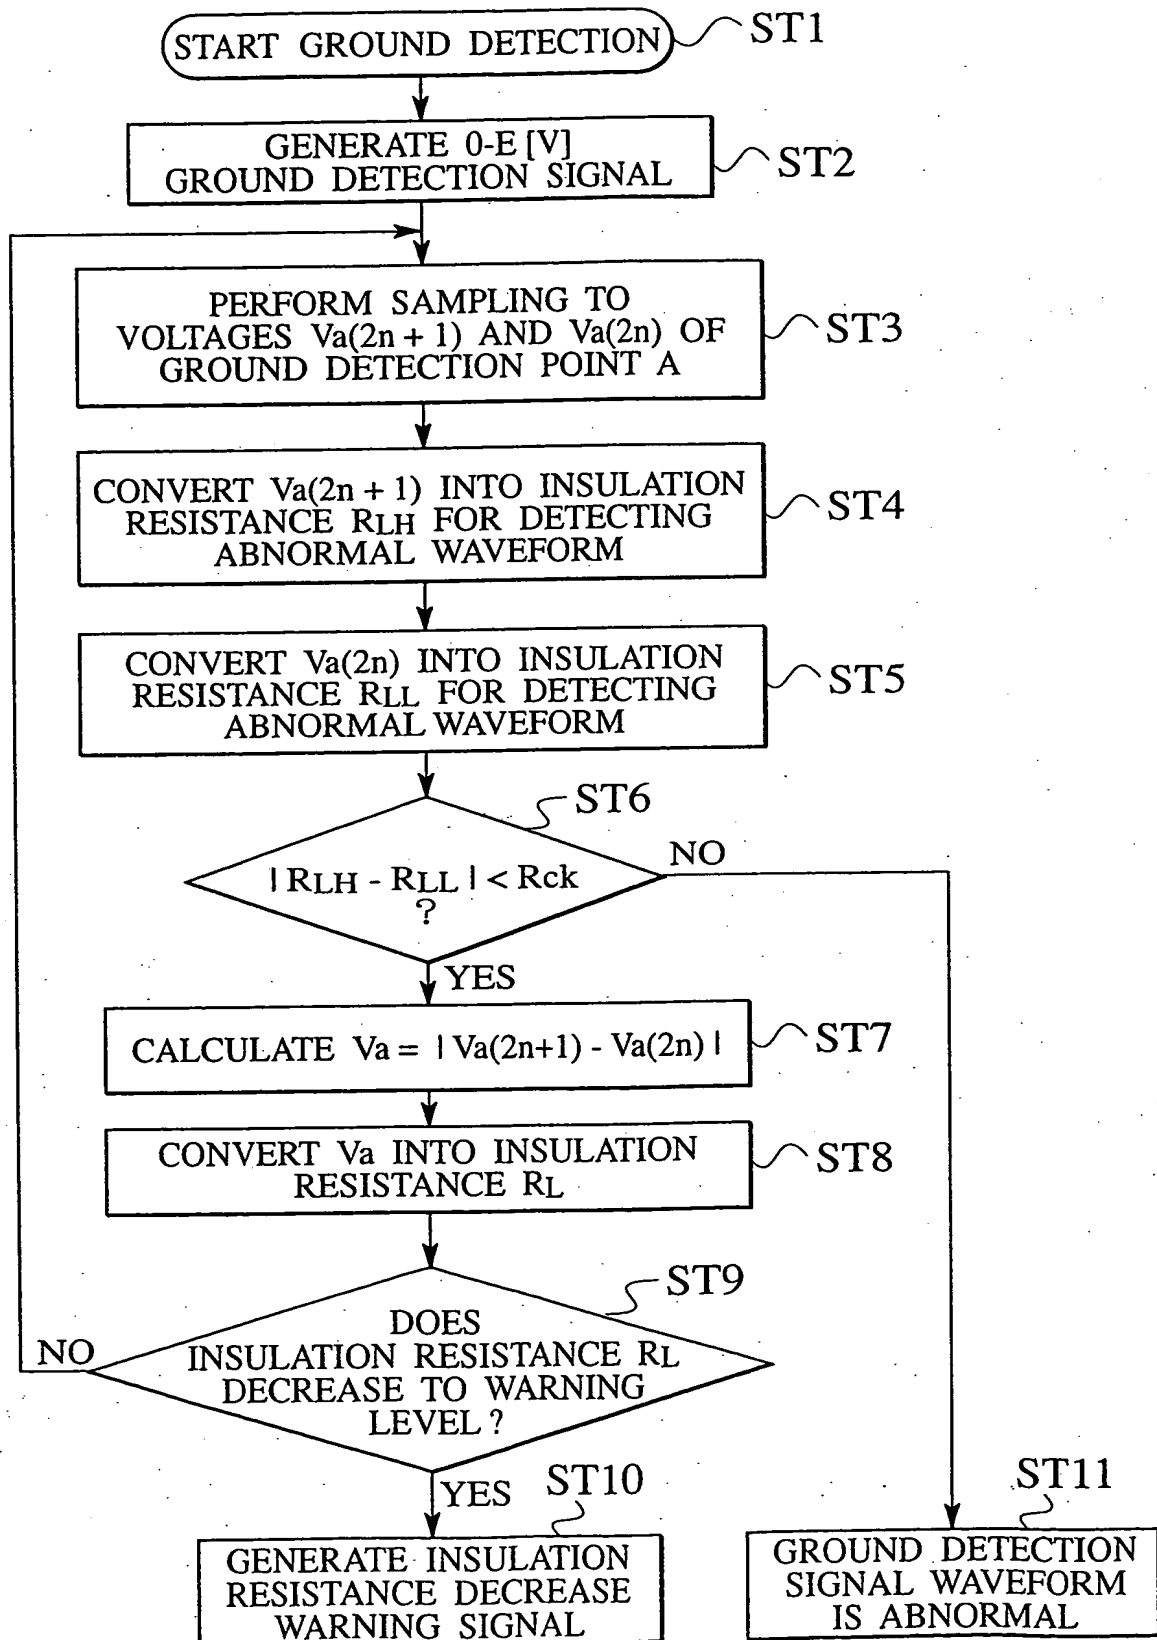 START GROUND DETECTION
ST1
GENERATE 0-E [V]
GROUND DETECTION SIGNAL
ST2
PERFORM SAMPLING TO
VOLTAGES Va(2n + 1) AND Va(2n) OF
GROUND DETECTION POINT A
ST3
CONVERT Va(2n + 1) INTO INSULATION
RESISTANCE RLH FOR DETECTING
ABNORMAL WAVEFORM
ST4
CONVERT Va(2n) INTO INSULATION
RESISTANCE RLL FOR DETECTING
ABNORMAL WAVEFORM
ST5
ST6
| RLH - RLL | < Rck
?
NO
YES
CALCULATE Va = | Va(2n+1) - Va(2n) |
ST7
CONVERT Va INTO INSULATION
RESISTANCE RL
ST8
ST9
DOES
INSULATION RESISTANCE RL
DECREASE TO WARNING
LEVEL ?
NO
YES
ST10
GENERATE INSULATION
RESISTANCE DECREASE
WARNING SIGNAL
ST11
GROUND DETECTION
SIGNAL WAVEFORM
IS ABNORMAL